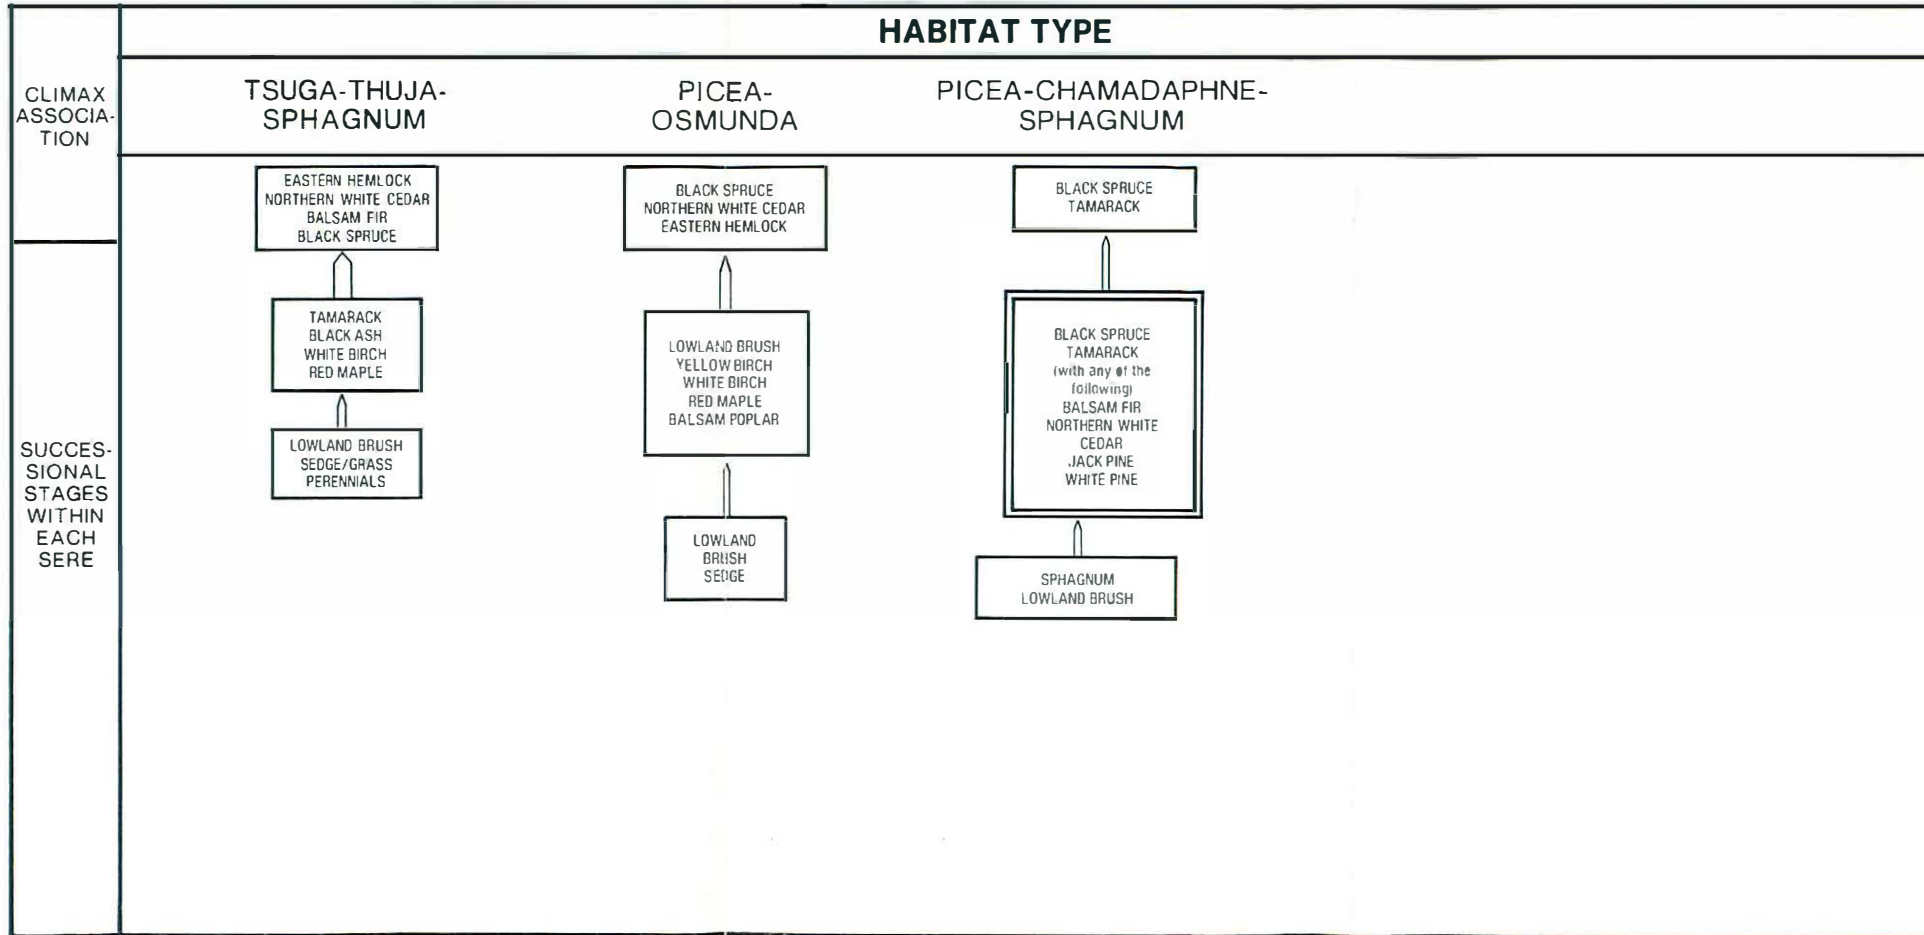 HABITAT TYPE
CLIMAX
ASSOCIA-
TION
TSUGA-THUJA-
SPHAGNUM
PICEA-
OSMUNDA
PICEA-CHAMADAPHNE-
SPHAGNUM
EASTERN HEMLOCK
NORTHERN WHITE CEDAR
BALSAM FIR
BLACK SPRUCE
BLACK SPRUCE
NORTHERN WHITE CEDAR
EASTERN HEMLOCK
BLACK SPRUCE
TAMARACK
SUCCES-
SIONAL
STAGES
WITHIN
EACH
SERE
TAMARACK
BLACK ASH
WHITE BIRCH
RED MAPLE
LOWLAND BRUSH
YELLOW BIRCH
WHITE BIRCH
RED MAPLE
BALSAM POPLAR
BLACK SPRUCE
TAMARACK
(with any of the
following)
BALSAM FIR
NORTHERN WHITE
CEDAR
JACK PINE
WHITE PINE
LOWLAND BRUSH
SEDGE/GRASS
PERENNIALS
LOWLAND
BRUSH
SEDGE
SPHAGNUM
LOWLAND BRUSH